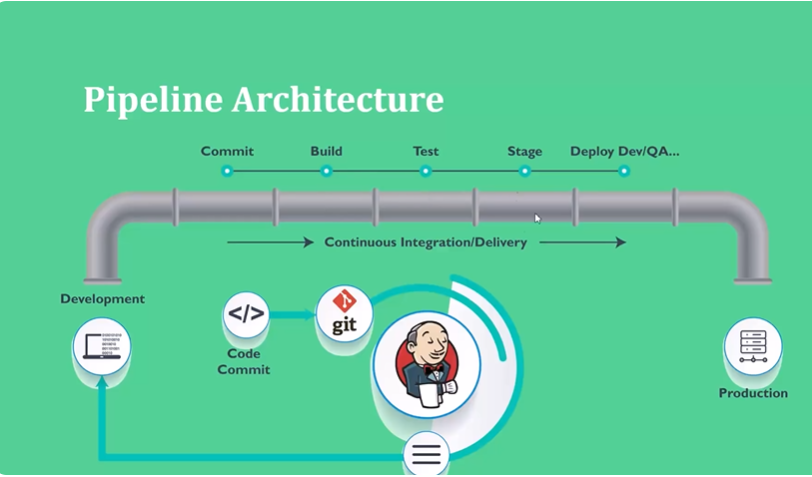 Pipeline Architecture
Commit
Build
Test
Stage
Deploy Dev/QA...
Continuous Integration/Delivery
Development
</>
git
Code
Commit
Production